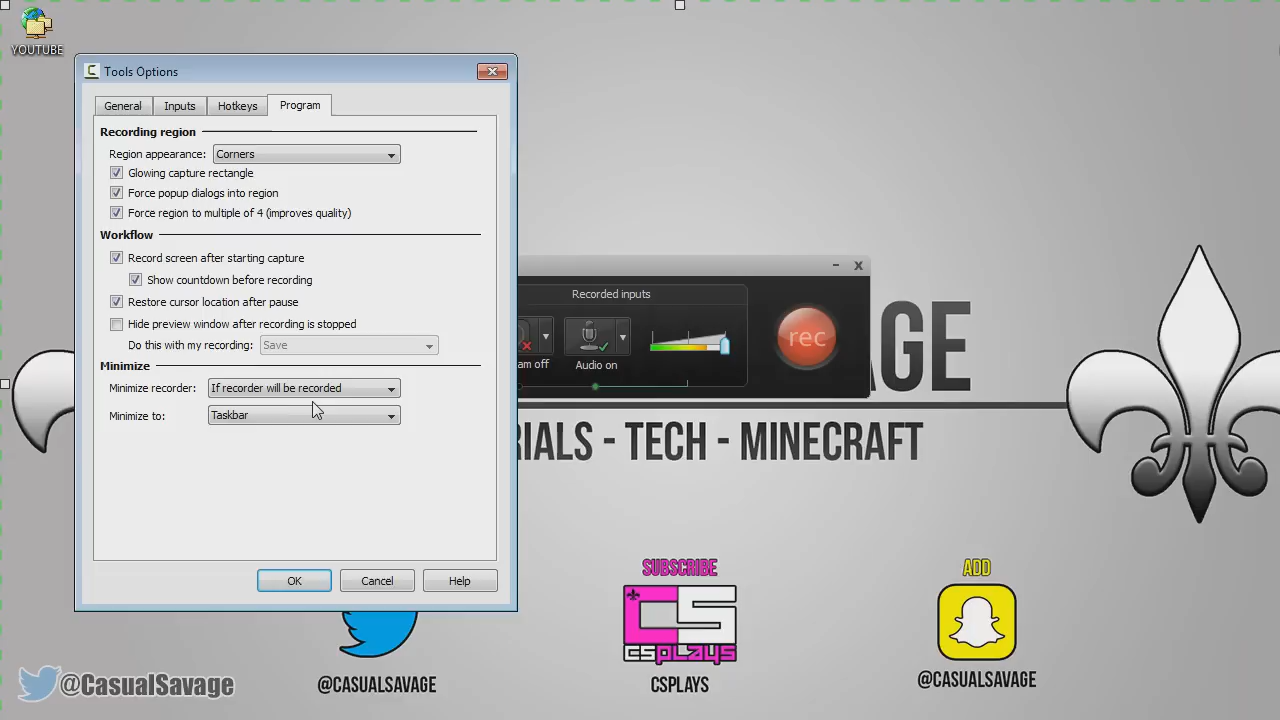 YOUTUBE
Tools Options
General Inputs Hotkeys Program
Recording region
Region appearance: Corners
Glowing capture rectangle
Force popup dialogs into region
Force region to multiple of 4 (improves quality)
Workflow
Record screen after starting capture
Show countdown before recording
Restore cursor location after pause
Hide preview window after recording is stopped
Do this with my recording: Save
Minimize
Minimize recorder: If recorder will be recorded
Minimize to: Taskbar
OK Cancel Help
Recorded inputs
am off
Audio on
rec
AGE
RIALS - TECH - MINECRAFT
SUBSCRIBE
CS
CSPLAYS
CSPLAYS
ADD
@CASUALSAVAGE
@CASUALSAVAGE
@CasualSavage